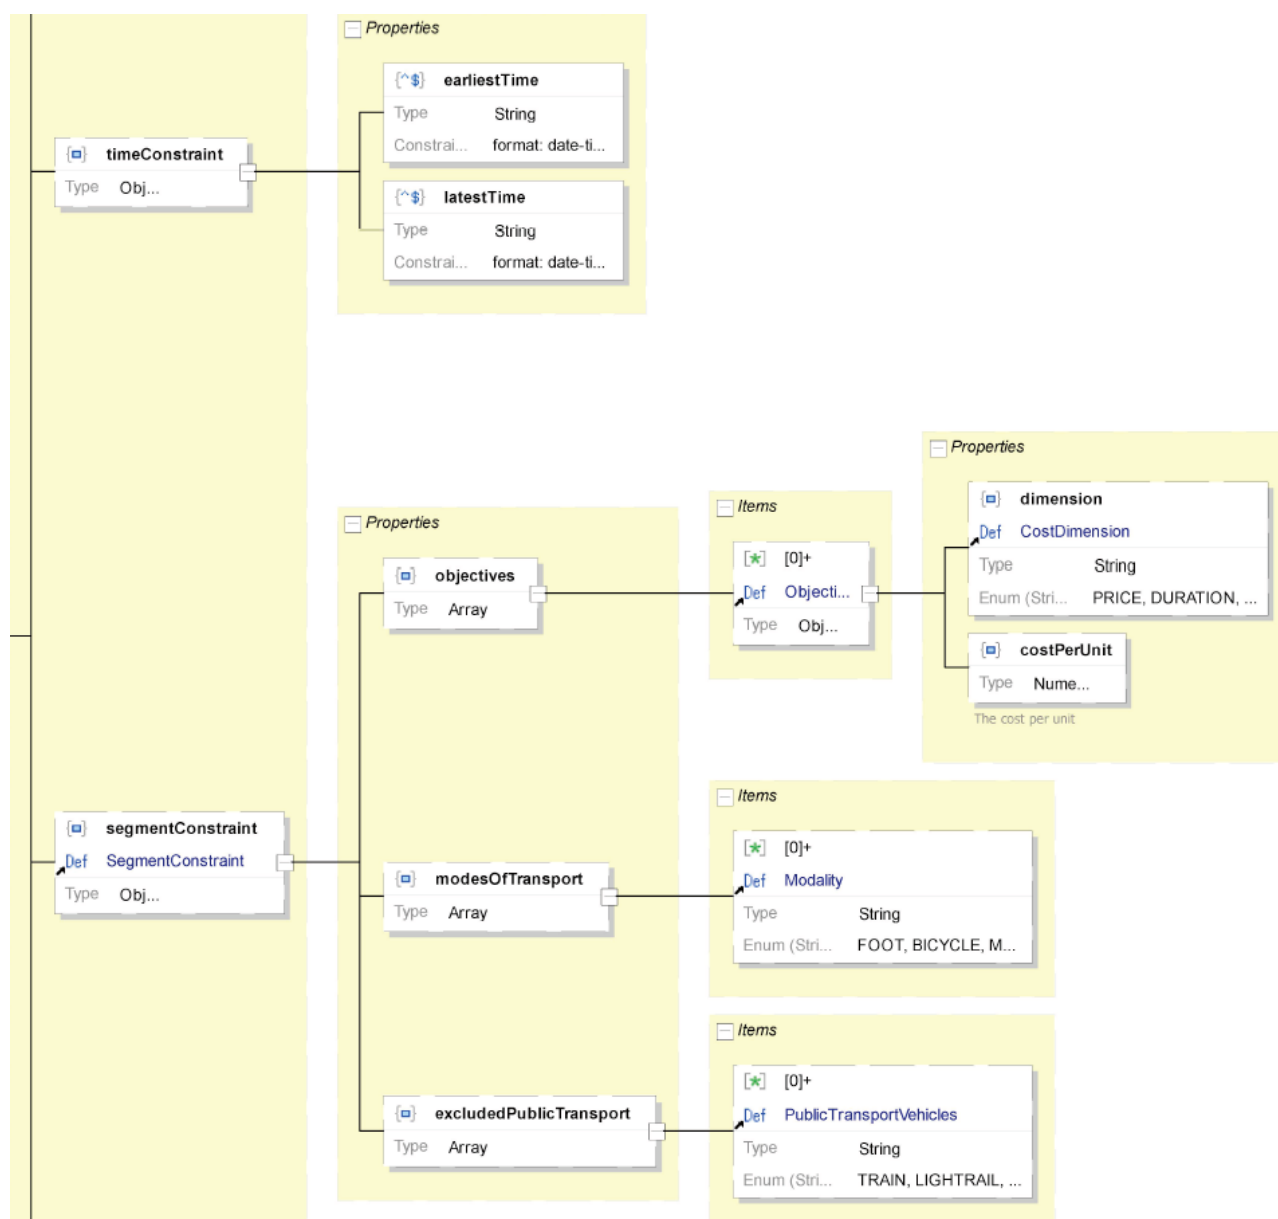 Properties
{^$} earliestTime
Type String
Constrai... format: date-ti...
timeConstraint
Type Obj...
{^$} latestTime
Type String
Constrai... format: date-ti...
Properties
dimension
Def CostDimension
Type String
Enum (Stri... PRICE, DURATION, ...
costPerUnit
Type Nume...
The cost per unit
Items
[*] [0]+
Def Objecti...
Type Obj...
Properties
objectives
Type Array
Items
[*] [0]+
Def Modality
Type String
Enum (Stri... FOOT, BICYCLE, M...
segmentConstraint
Def SegmentConstraint
Type Obj...
modesOfTransport
Type Array
Items
[*] [0]+
Def PublicTransportVehicles
Type String
Enum (Stri... TRAIN, LIGHTRAIL, ...
excludedPublicTransport
Type Array